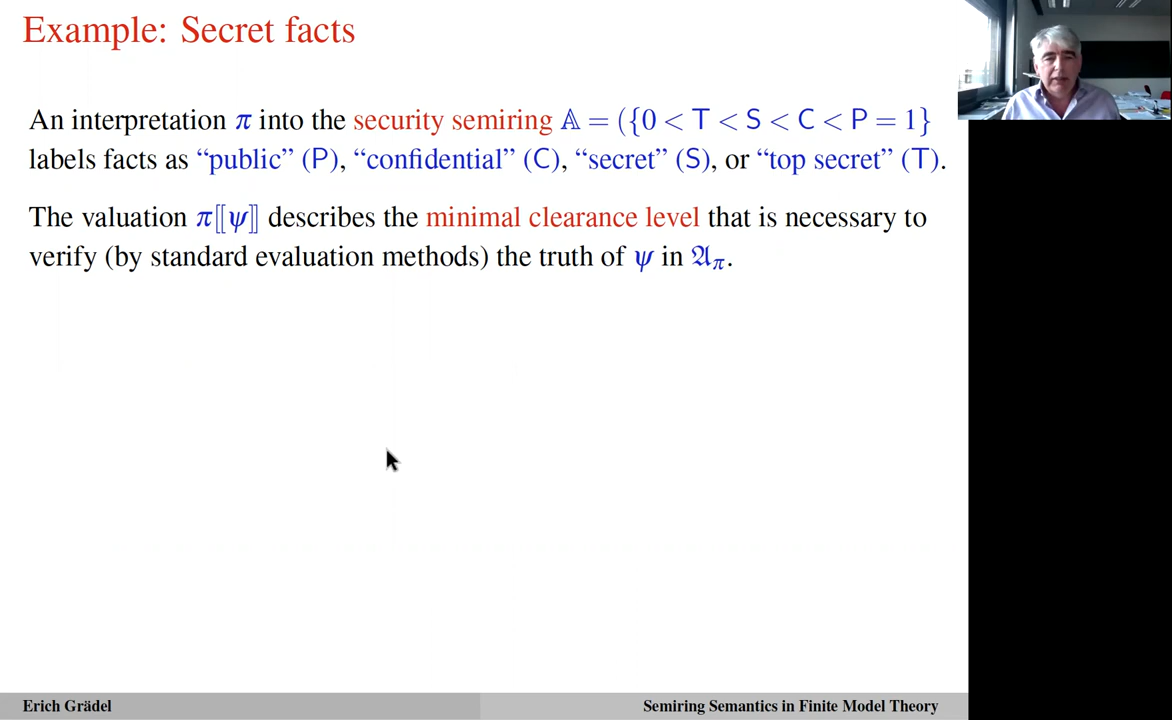 Example: Secret facts
An interpretation π into the security semiring 𝔸 = ({0 < T < S < C < P = 1}
labels facts as “public” (P), “confidential” (C), “secret” (S), or “top secret” (T).
The valuation π⟦ψ⟧ describes the minimal clearance level that is necessary to
verify (by standard evaluation methods) the truth of ψ in 𝔄π.
Erich Grädel
Semiring Semantics in Finite Model Theory